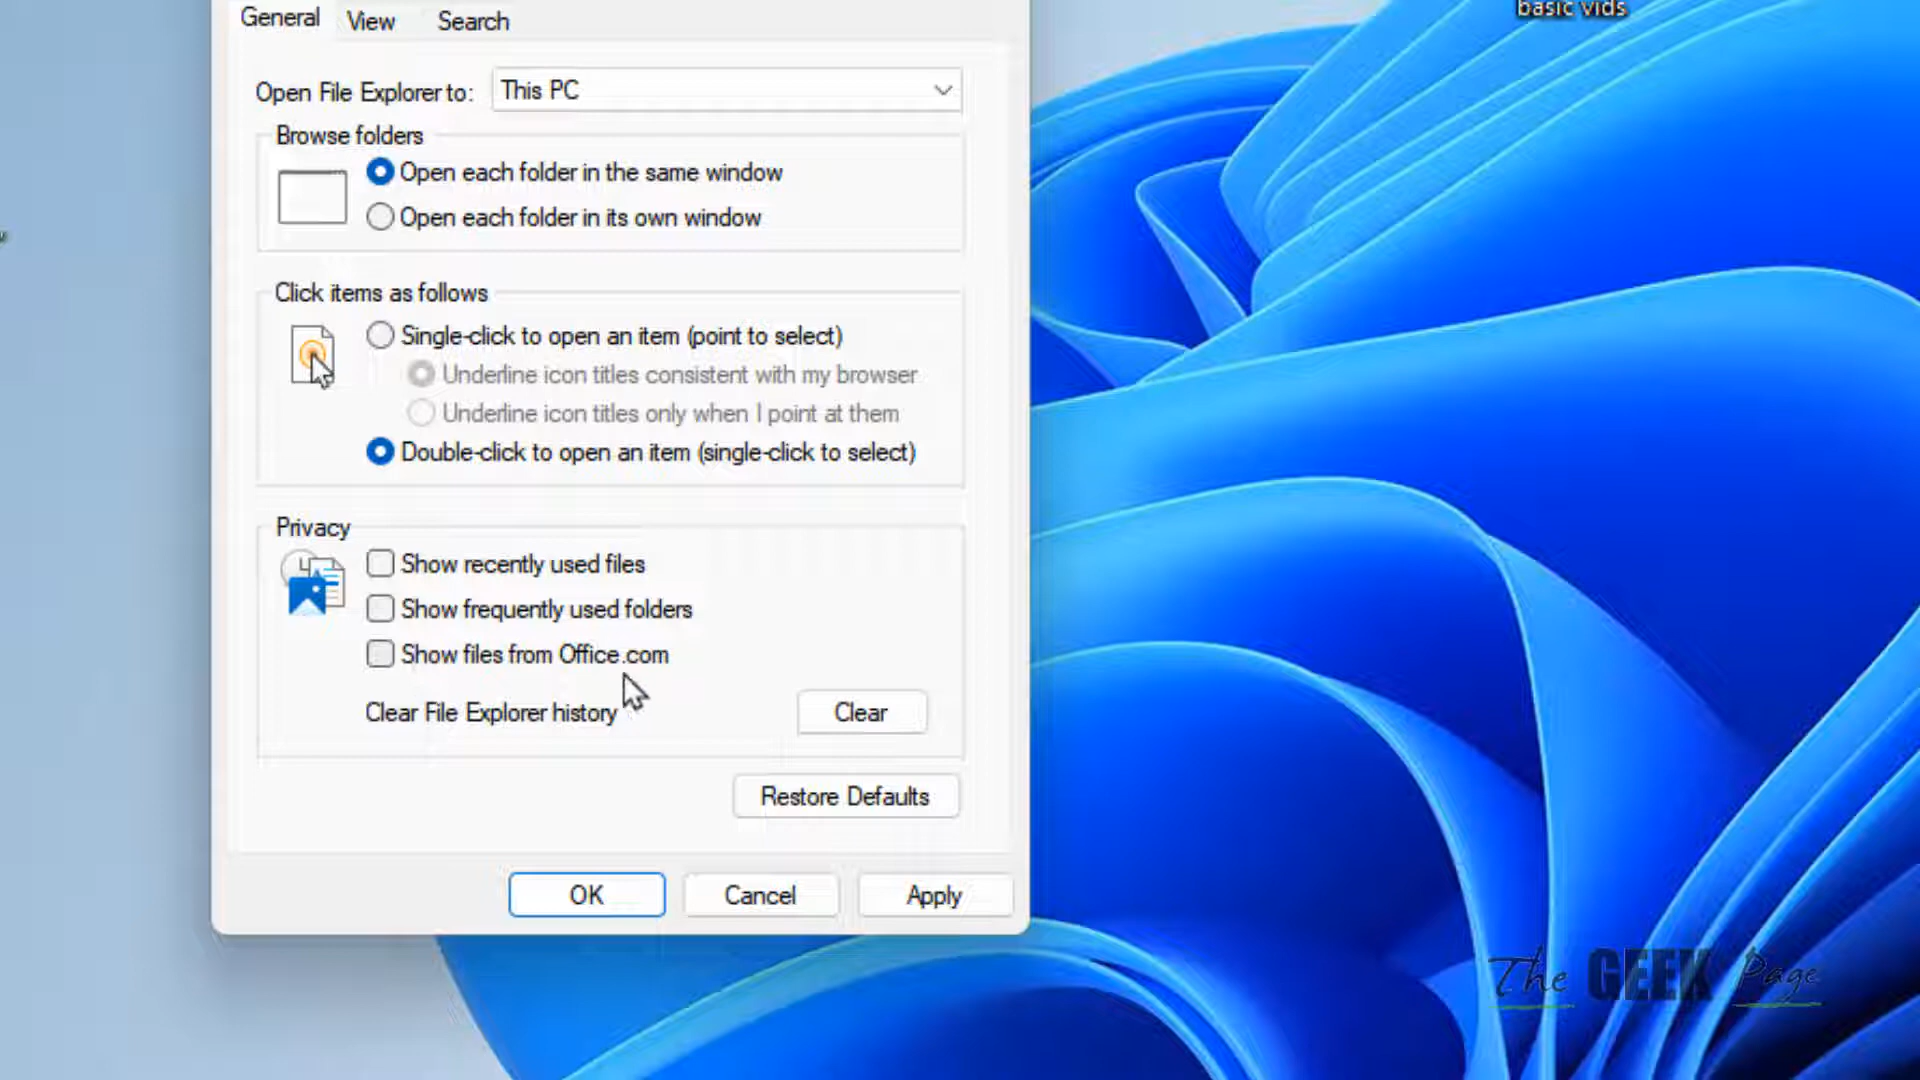 basic vids
General
View
Search
Open File Explorer to:
This PC
Browse folders
Open each folder in the same window
Open each folder in its own window
Click items as follows
Single-click to open an item (point to select)
Underline icon titles consistent with my browser
Underline icon titles only when I point at them
Double-click to open an item (single-click to select)
Privacy
Show recently used files
Show frequently used folders
Show files from Office.com
Clear File Explorer history
Clear
Restore Defaults
OK
Cancel
Apply
The GEEK Page